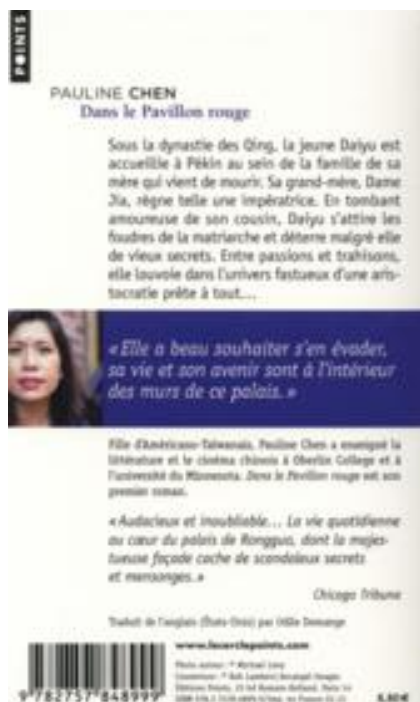 POINTS
PAULINE CHEN
Dans le Pavillon rouge
Sous la dynastie des Qing, la jeune Daiyu est
accueillie à Pékin au sein de la famille de sa
mère qui vient de mourir. Sa grand-mère, Dame
Jia, règne telle une impératrice. En tombant
amoureuse de son cousin, Daiyu s'attire les
foudres de la matriarche et déterre malgré elle
de vieux secrets. Entre passions et trahisons,
elle louvoie dans l'univers fastueux d'une aris-
tocratie prête à tout...
« Elle a beau souhaiter s'en évader,
sa vie et son avenir sont à l'intérieur
des murs de ce palais. »
Fille d'Américano-Taïwanais, Pauline Chen a enseigné la
littérature et le cinéma chinois à Oberlin College et à
l'université du Minnesota. Dans le Pavillon rouge est son
premier roman.
« Audacieux et inoubliable... La vie quotidienne
au cœur du palais de Rongguo, dont la majes-
tueuse façade cache de scandaleux secrets
et mensonges. »
Chicago Tribune
Traduit de l'anglais (États-Unis) par Odile Demange
www.lecerclepoints.com
9 782757 848999